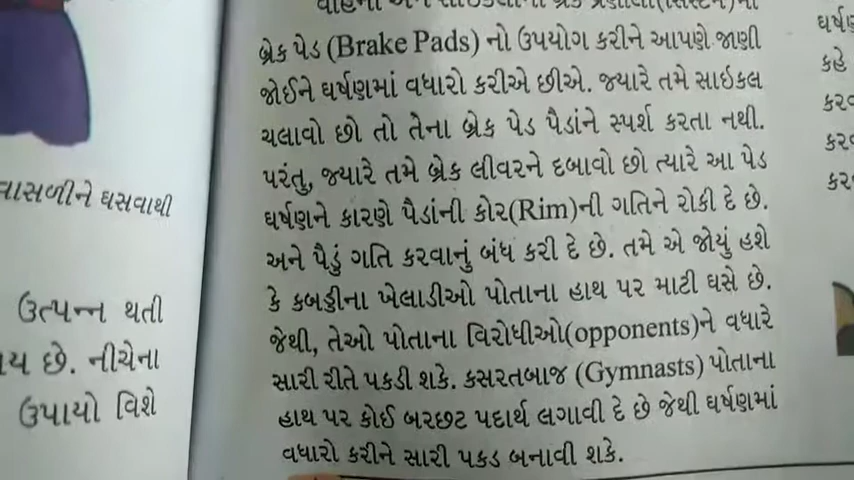 બ્રેક પેડ (Brake Pads) નો ઉપયોગ કરીને આપણે જાણી
જોઈને ઘર્ષણમાં વધારો કરીએ છીએ. જ્યારે તમે સાઇકલ
ચલાવો છો તો તેના બ્રેક પેડ પૈડાંને સ્પર્શ કરતા નથી.
પરંતુ, જ્યારે તમે બ્રેક લીવરને દબાવો છો ત્યારે આ પેડ
ઘર્ષણને કારણે પૈડાંની કોર(Rim)ની ગતિને રોકી દે છે.
અને પૈડું ગતિ કરવાનું બંધ કરી દે છે. તમે એ જોયું હશે
કે કબડ્ડીના ખેલાડીઓ પોતાના હાથ પર માટી ઘસે છે.
જેથી, તેઓ પોતાના વિરોધીઓ(opponents)ને વધારે
સારી રીતે પકડી શકે. કસરતબાજ (Gymnasts) પોતાના
હાથ પર કોઈ બરછટ પદાર્થ લગાવી દે છે જેથી ઘર્ષણમાં
વધારો કરીને સારી પકડ બનાવી શકે.
ઘસવાથી
ઉત્પન્ન થતી
છે. નીચેના
ઉપાયો વિશે
કહે